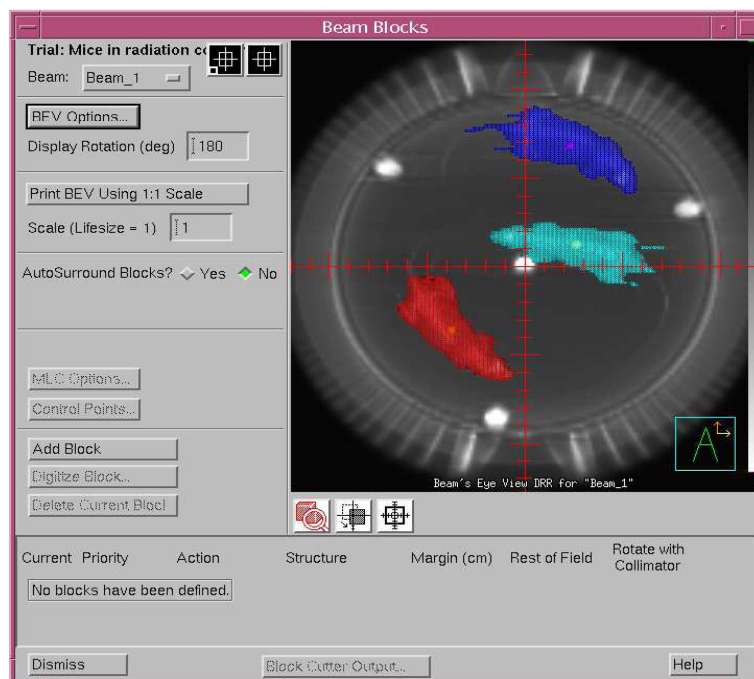 Beam Blocks
Trial: Mice in radiation
Beam: Beam_1
BEV Options...
Display Rotation (deg) 180
Print BEV Using 1:1 Scale
Scale (Lifesize = 1) 1
AutoSurround Blocks? Yes No
MLC Options...
Control Points...
Add Block
Digitize Block...
Delete Current Block
A
Beam's Eye View DRR for "Beam_1"
Current Priority Action Structure Margin (cm) Rest of Field Rotate with
Collimator
No blocks have been defined.
Dismiss Block Cutter Output... Help